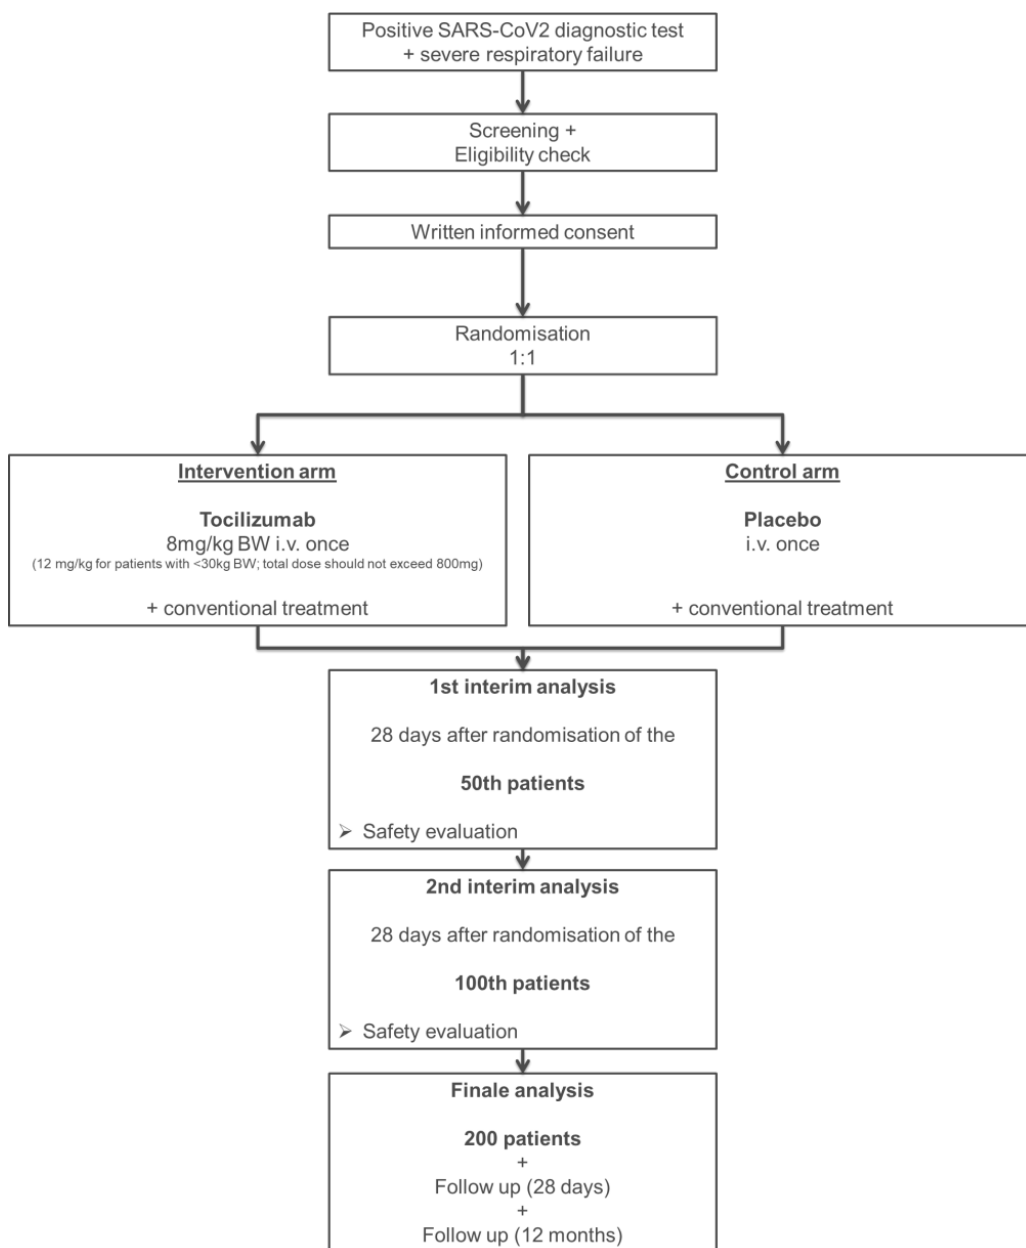 Positive SARS-CoV2 diagnostic test
+ severe respiratory failure
Screening +
Eligibility check
Written informed consent
Randomisation
1:1
Intervention arm
Tocilizumab
8mg/kg BW i.v. once
(12 mg/kg for patients with <30kg BW; total dose should not exceed 800mg)
+ conventional treatment
Control arm
Placebo
i.v. once
+ conventional treatment
1st interim analysis
28 days after randomisation of the
50th patients
➢ Safety evaluation
2nd interim analysis
28 days after randomisation of the
100th patients
➢ Safety evaluation
Finale analysis
200 patients
+
Follow up (28 days)
+
Follow up (12 months)